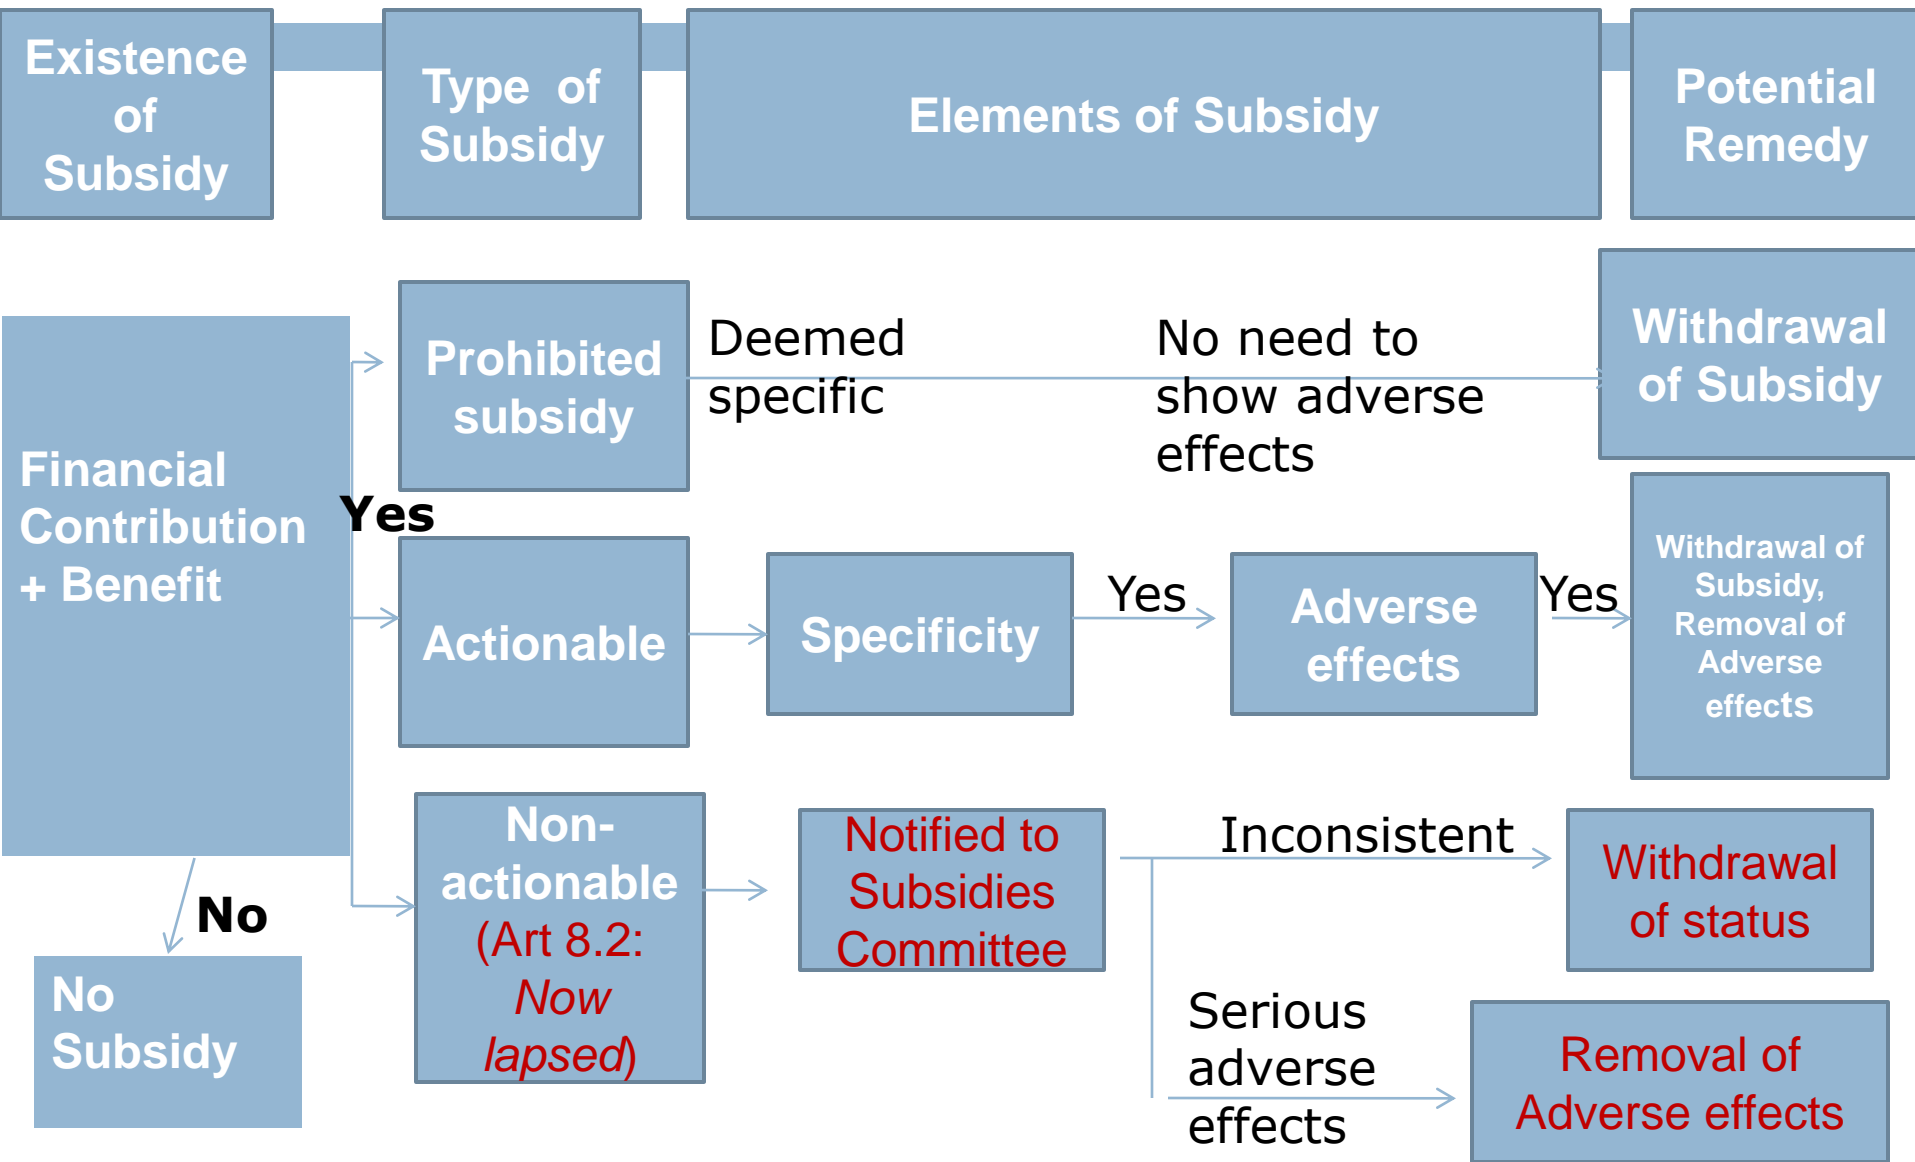 Existence
of
Subsidy
Type of
Subsidy
Elements of Subsidy
Potential
Remedy
Financial
Contribution
+ Benefit
Yes
No
No
Subsidy
Prohibited
subsidy
Deemed
specific
No need to
show adverse
effects
Withdrawal
of Subsidy
Actionable
Specificity
Yes
Adverse
effects
Yes
Withdrawal of
Subsidy,
Removal of
Adverse
effects
Non-
actionable
(Art 8.2:
Now
lapsed)
Notified to
Subsidies
Committee
Inconsistent
Withdrawal
of status
Serious
adverse
effects
Removal of
Adverse effects